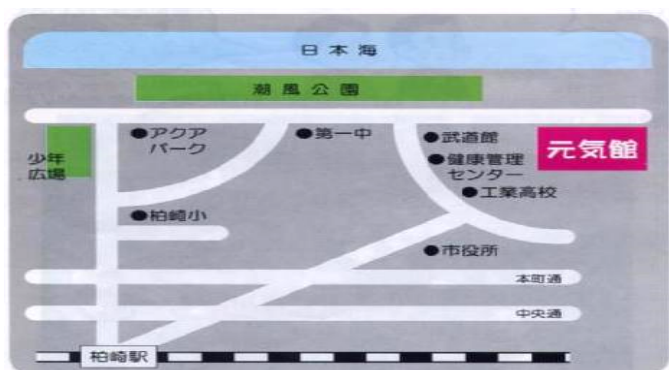 日本海
潮風公園
少年
広場
●アクア
パーク
●第一中
●武道館
●健康管理
センター
●工業高校
元気館
●柏崎小
●市役所
本町通
中央通
柏崎駅